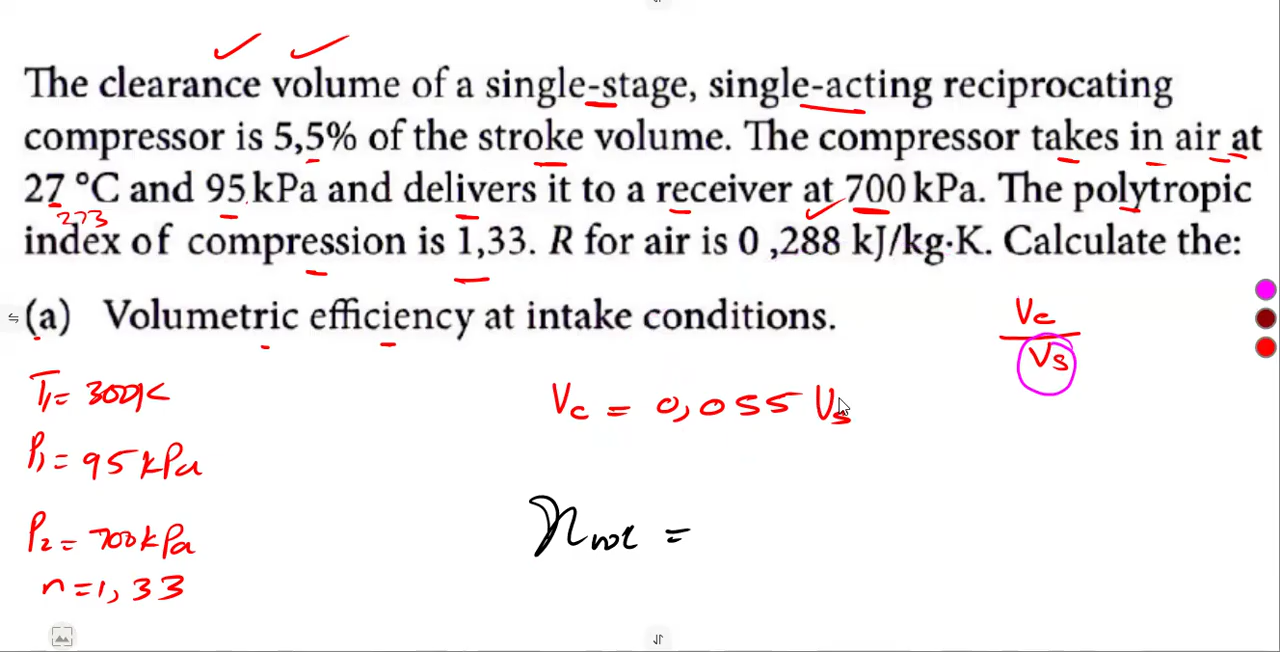 The clearance volume of a single-stage, single-acting reciprocating
compressor is 5,5% of the stroke volume. The compressor takes in air at
27 °C and 95 kPa and delivers it to a receiver at 700 kPa. The polytropic
273
index of compression is 1,33. R for air is 0 ,288 kJ/kg·K. Calculate the:
(a) Volumetric efficiency at intake conditions.
Vc
Vs
T1 = 300K
Vc = 0,055 Vs
P1 = 95 kPa
P2 = 700 kPa
ηvol =
n = 1,33